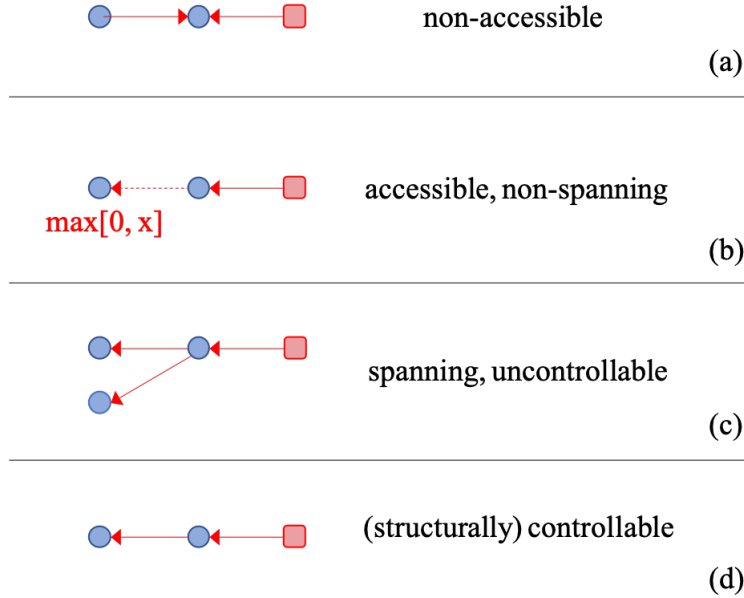 non-accessible
(a)
accessible, non-spanning
max[0, x]
(b)
spanning, uncontrollable
(c)
(structurally) controllable
(d)